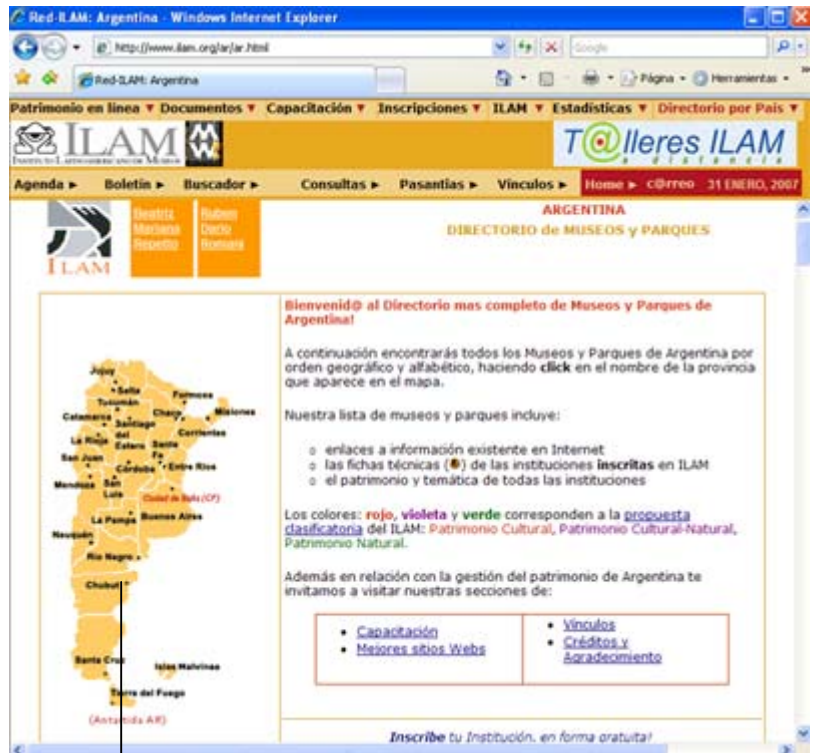 Red-ILAM: Argentina - Windows Internet Explorer
http://www.ilam.org/ar/ar.html
Google
Red-ILAM: Argentina
Página
Herramientas
Patrimonio en línea ▼ Documentos ▼ Capacitación ▼ Inscripciones ▼ ILAM ▼ Estadísticas ▼ Directorio por País ▼
ILAM
INSTITUTO LATINOAMERICANO DE MUSEOS
T@lleres ILAM
a distancia
Agenda ► Boletín ► Buscador ► Consultas ► Pasantías ► Vínculos ► Home ► c@rreo 31 ENERO, 2007
ILAM
Beatriz
Mariana
Repetto
Ruben
Dario
Romani
ARGENTINA
DIRECTORIO de MUSEOS y PARQUES
Jujuy
Salta
Formosa
Tucumán
Chaco
Misiones
Catamarca
Santiago
del
Estero
Corrientes
La Rioja
Santa
Fe
San Juan
Córdoba
Entre Rios
Mendoza
San
Luis
Ciudad de BsAs (CF)
La Pampa
Buenos Aires
Neuquén
Rio Negro
Chubut
Santa Cruz
Islas Malvinas
Tierra del Fuego
(Antártida AR)
Bienvenid@ al Directorio mas completo de Museos y Parques de
Argentina!
A continuación encontrarás todos los Museos y Parques de Argentina por
orden geográfico y alfabético, haciendo click en el nombre de la provincia
que aparece en el mapa.
Nuestra lista de museos y parques incluye:
enlaces a información existente en Internet
las fichas técnicas ( ) de las instituciones inscritas en ILAM
el patrimonio y temática de todas las instituciones
Los colores: rojo, violeta y verde corresponden a la propuesta
clasificatoria del ILAM: Patrimonio Cultural, Patrimonio Cultural-Natural,
Patrimonio Natural.
Además en relación con la gestión del patrimonio de Argentina te
invitamos a visitar nuestras secciones de:
• Capacitación
• Mejores sitios Webs
• Vínculos
• Créditos y
Agradecimiento
Inscribe tu Institución, en forma gratuita!